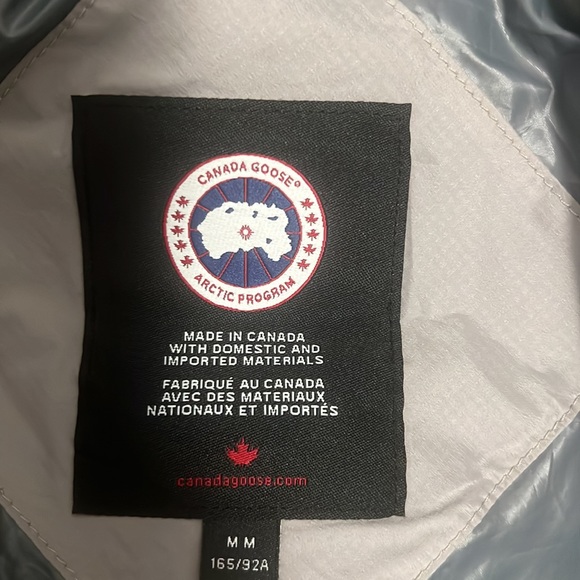 CANADA GOOSE®
ARCTIC PROGRAM
MADE IN CANADA
WITH DOMESTIC AND
IMPORTED MATERIALS
FABRIQUÉ AU CANADA
AVEC DES MATERIAUX
NATIONAUX ET IMPORTÉS
canadagoose.com
M M
165/92A